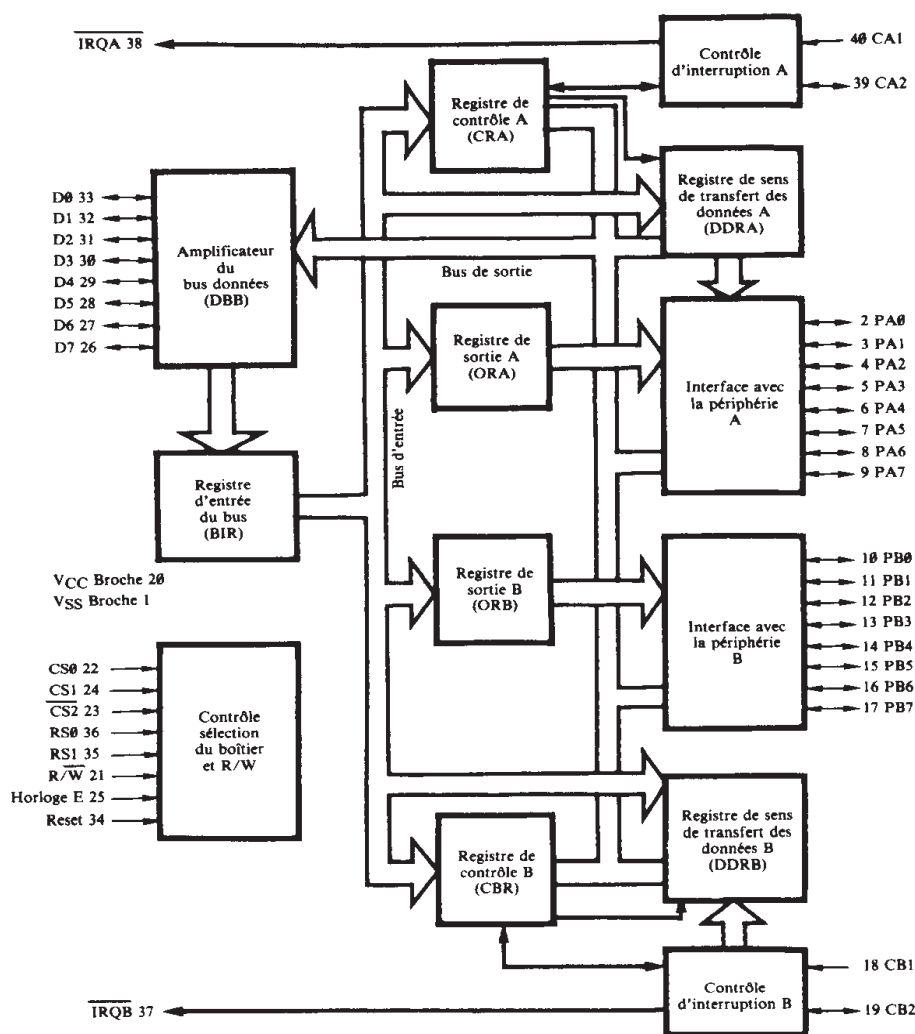 IRQA 38
Contrôle
d'interruption A
40 CA1
39 CA2
Registre de
contrôle A
(CRA)
Registre de sens
de transfert des
données A
(DDRA)
D0 33
D1 32
D2 31
D3 30
D4 29
D5 28
D6 27
D7 26
Amplificateur
du
bus données
(DBB)
Bus de sortie
Registre de
sortie A
(ORA)
Interface avec
la périphérie
A
2 PA0
3 PA1
4 PA2
5 PA3
6 PA4
7 PA5
8 PA6
9 PA7
Bus d'entrée
Registre
d'entrée
du bus
(BIR)
VCC Broche 20
VSS Broche 1
Registre de
sortie B
(ORB)
Interface avec
la périphérie
B
10 PB0
11 PB1
12 PB2
13 PB3
14 PB4
15 PB5
16 PB6
17 PB7
CS0 22
CS1 24
CS2 23
RS0 36
RS1 35
R/W 21
Horloge E 25
Reset 34
Contrôle
sélection
du boîtier
et R/W
Registre de
contrôle B
(CBR)
Registre de sens
de transfert des
données B
(DDRB)
IRQB 37
Contrôle
d'interruption B
18 CB1
19 CB2